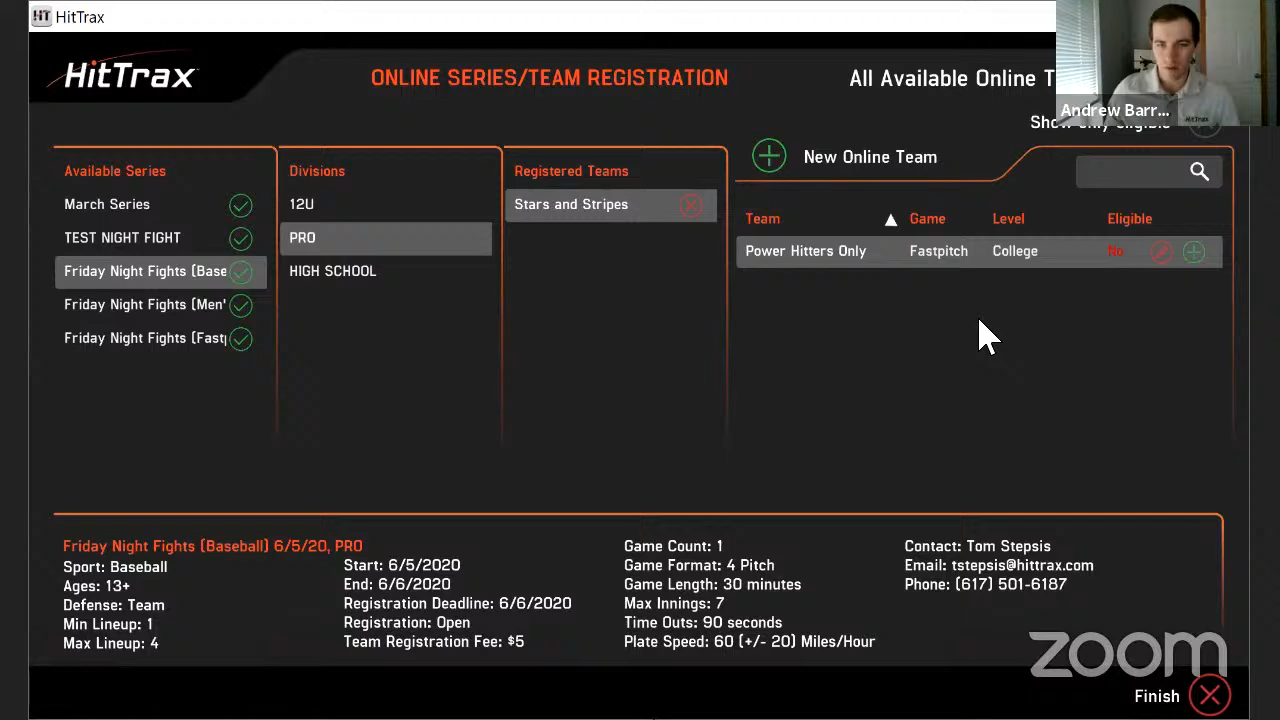 HT HitTrax
HitTrax
ONLINE SERIES/TEAM REGISTRATION
All Available Online T
Andrew Barr...
Show Only Eligible
Available Series
March Series
TEST NIGHT FIGHT
Friday Night Fights (Base
Friday Night Fights (Men'
Friday Night Fights (Fast
Divisions
12U
PRO
HIGH SCHOOL
Registered Teams
Stars and Stripes
New Online Team
Team Game Level Eligible
Power Hitters Only Fastpitch College No
Friday Night Fights (Baseball) 6/5/20, PRO
Sport: Baseball
Ages: 13+
Defense: Team
Min Lineup: 1
Max Lineup: 4
Start: 6/5/2020
End: 6/6/2020
Registration Deadline: 6/6/2020
Registration: Open
Team Registration Fee: $5
Game Count: 1
Game Format: 4 Pitch
Game Length: 30 minutes
Max Innings: 7
Time Outs: 90 seconds
Plate Speed: 60 (+/- 20) Miles/Hour
Contact: Tom Stepsis
Email: tstepsis@hittrax.com
Phone: (617) 501-6187
zoom
Finish